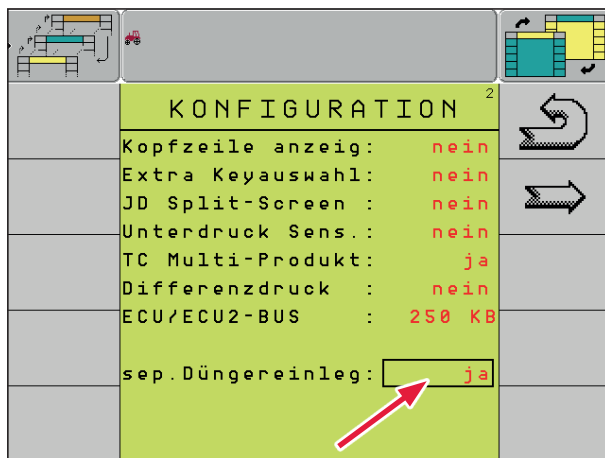 KONFIGURATION 2
Kopfzeile anzeig: nein
Extra Keyauswahl: nein
JD Split-Screen : nein
Unterdruck Sens.: nein
TC Multi-Produkt: ja
Differenzdruck : nein
ECU/ECU2-BUS : 250 KB
sep.Düngereinleg: ja